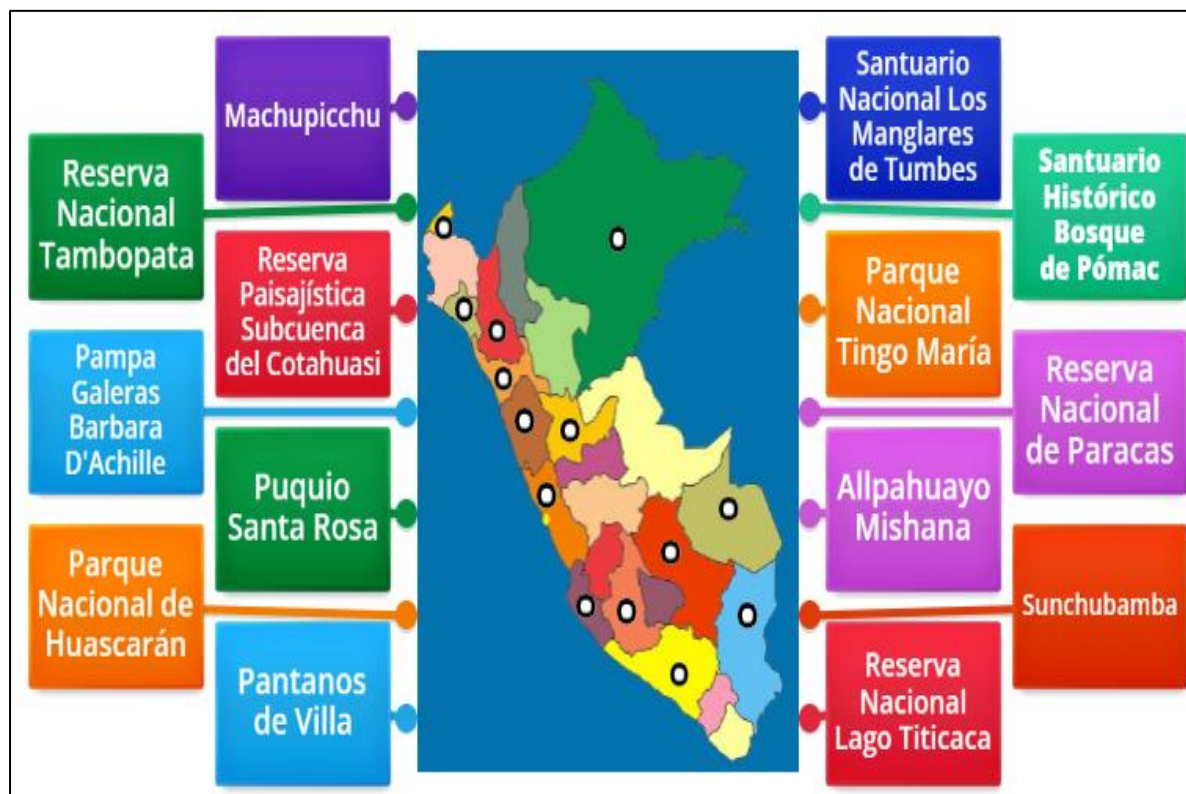 Machupicchu
Reserva
Nacional
Tambopata
Reserva
Paisajística
Subcuenca
del Cotahuasi
Pampa
Galeras
Barbara
D'Achille
Puquio
Santa Rosa
Parque
Nacional de
Huascarán
Pantanos
de Villa
Santuario
Nacional Los
Manglares
de Tumbes
Santuario
Histórico
Bosque
de Pómac
Parque
Nacional
Tingo María
Reserva
Nacional
de Paracas
Allpahuayo
Mishana
Sunchubamba
Reserva
Nacional
Lago Titicaca